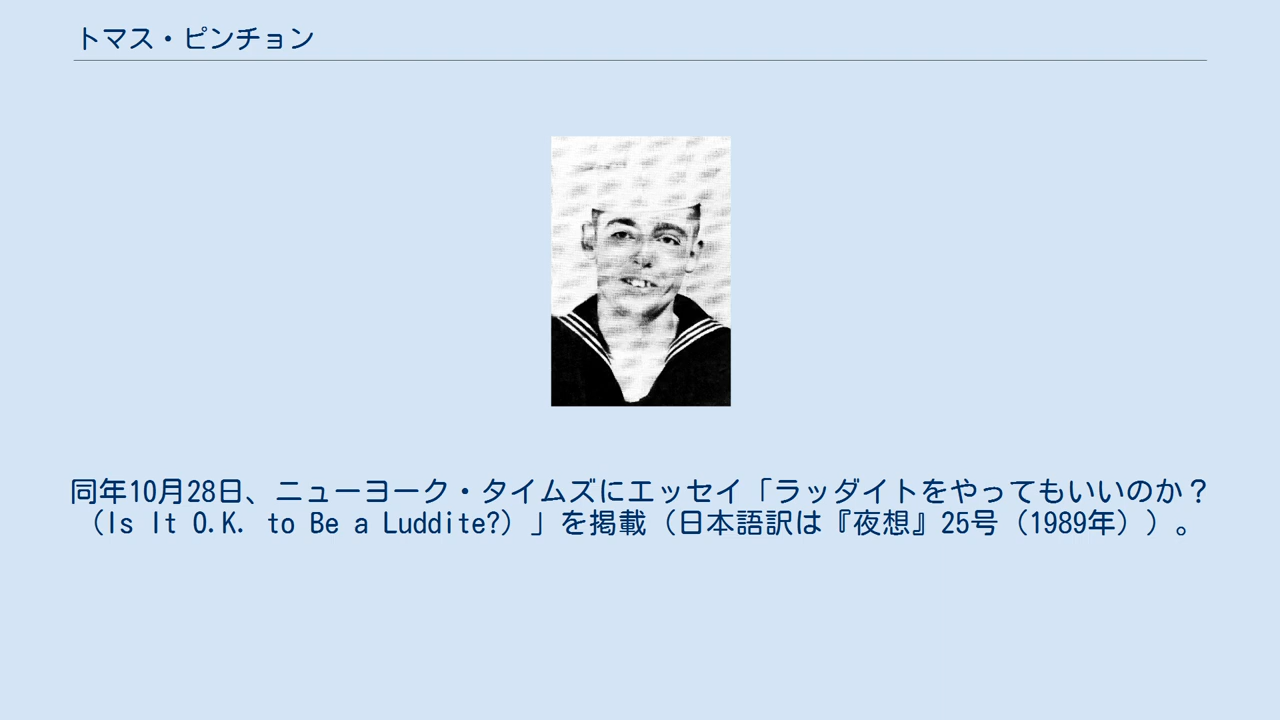 トマス・ピンチョン
同年10月28日、ニューヨーク・タイムズにエッセイ「ラッダイトをやってもいいのか？
（Is It O.K. to Be a Luddite?）」を掲載（日本語訳は『夜想』25号（1989年））。